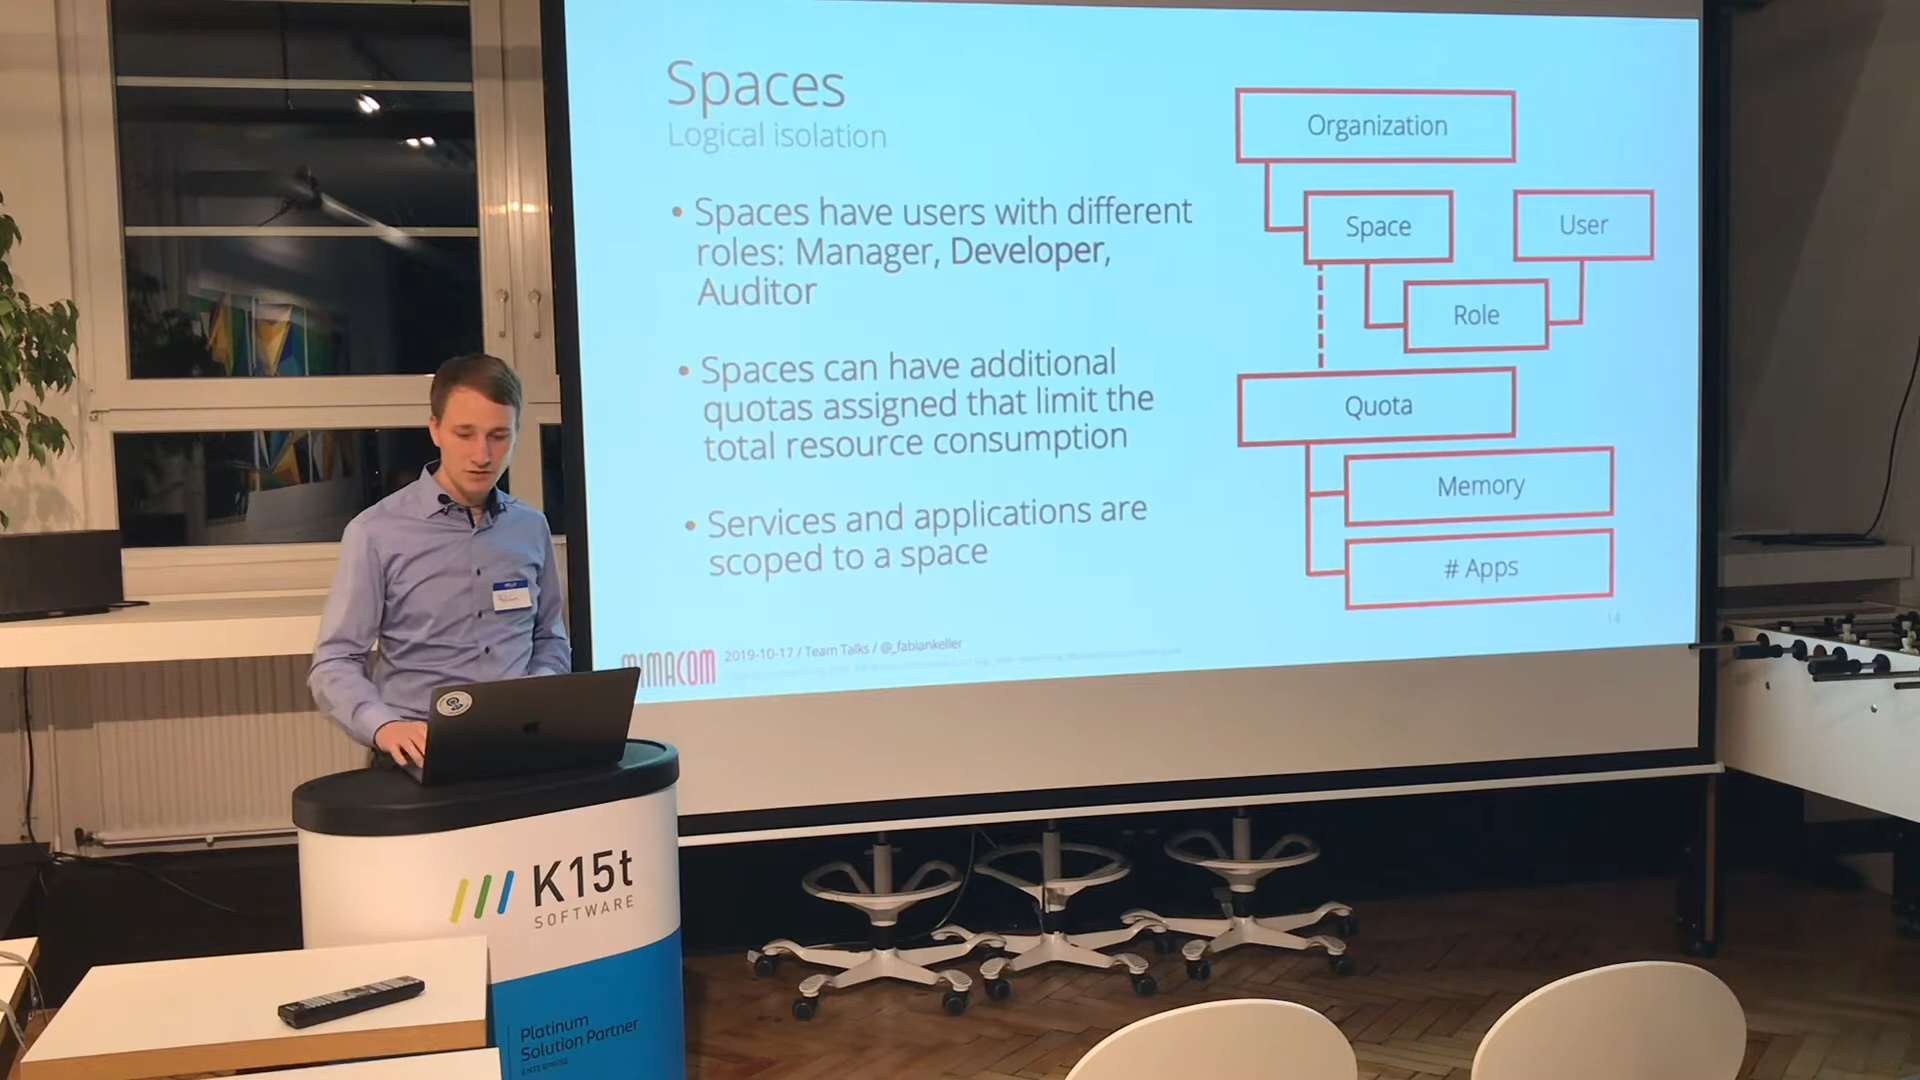 Spaces
Logical isolation
• Spaces have users with different
roles: Manager, Developer,
Auditor
• Spaces can have additional
quotas assigned that limit the
total resource consumption
• Services and applications are
scoped to a space
Organization
Space
User
Role
Quota
Memory
# Apps
14
MIMACOM
2019-10-17 / Team Talks / @_fabiankeller
HELLO
K15t
SOFTWARE
Platinum
Solution Partner
ENTERPRISE